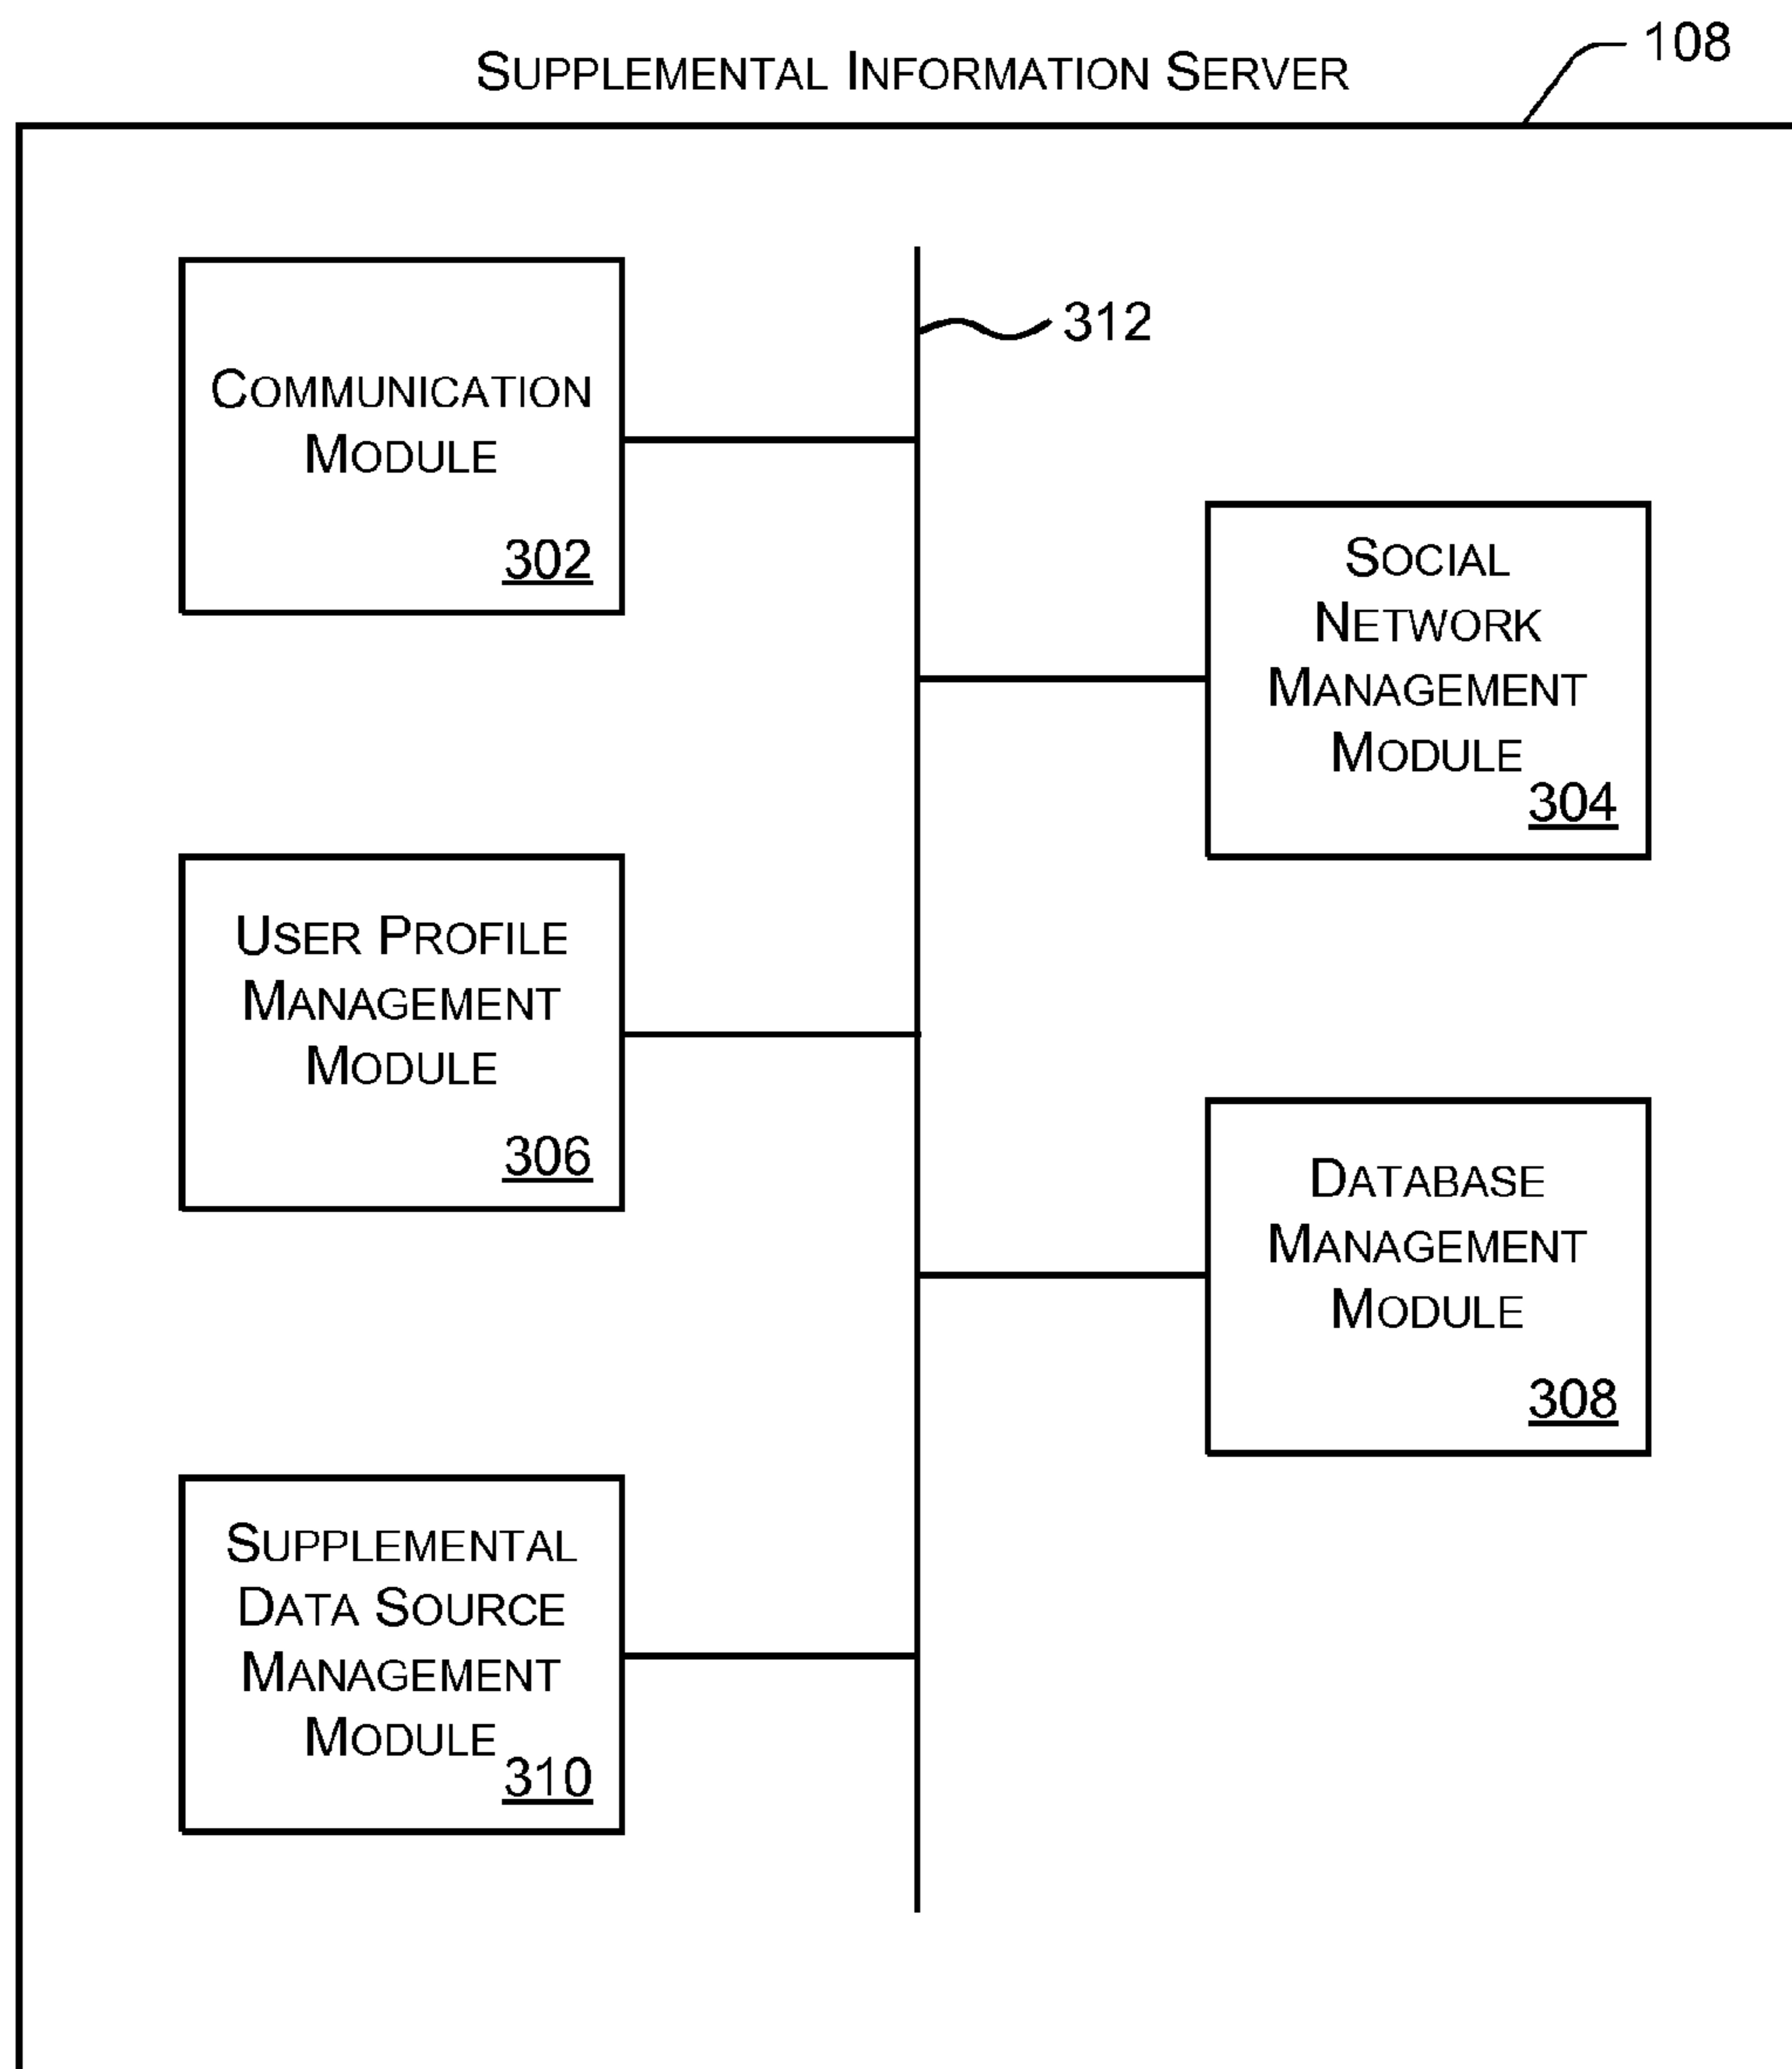 SUPPLEMENTAL INFORMATION SERVER
108
312
COMMUNICATION
MODULE
302
SOCIAL
NETWORK
MANAGEMENT
MODULE
304
USER PROFILE
MANAGEMENT
MODULE
306
DATABASE
MANAGEMENT
MODULE
308
SUPPLEMENTAL
DATA SOURCE
MANAGEMENT
MODULE
310